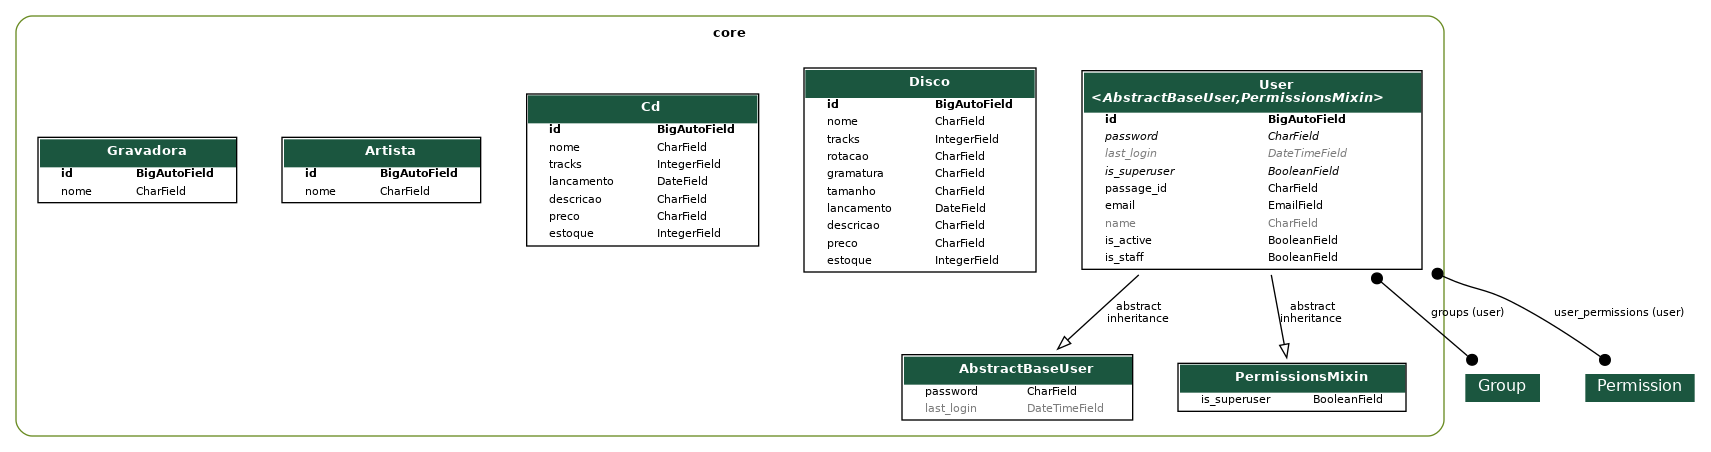 core
Gravadora
id BigAutoField
nome CharField
Artista
id BigAutoField
nome CharField
Cd
id BigAutoField
nome CharField
tracks IntegerField
lancamento DateField
descricao CharField
preco CharField
estoque IntegerField
Disco
id BigAutoField
nome CharField
tracks IntegerField
rotacao CharField
gramatura CharField
tamanho CharField
lancamento DateField
descricao CharField
preco CharField
estoque IntegerField
User
<AbstractBaseUser,PermissionsMixin>
id BigAutoField
password CharField
last_login DateTimeField
is_superuser BooleanField
passage_id CharField
email EmailField
name CharField
is_active BooleanField
is_staff BooleanField
abstract
inheritance
abstract
inheritance
groups (user)
user_permissions (user)
AbstractBaseUser
password CharField
last_login DateTimeField
PermissionsMixin
is_superuser BooleanField
Group
Permission